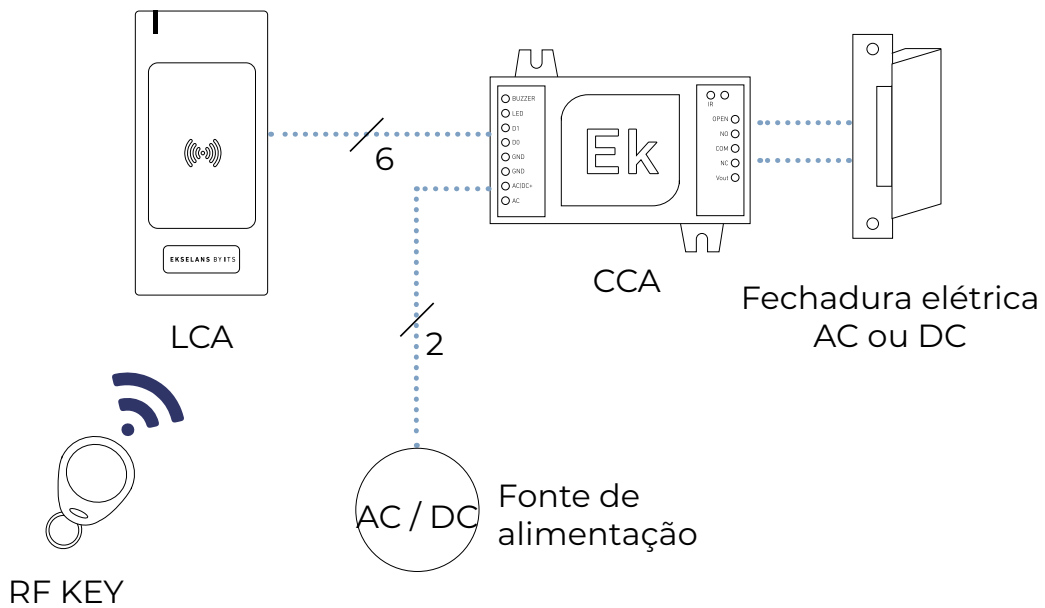 BUZZER
LED
D1
D0
GND
GND
AC|DC+
AC
Ek
IR
OPEN
NO
COM
NC
Vout
6
EKSELANS BY ITS
CCA
Fechadura elétrica
AC ou DC
LCA
2
AC / DC
Fonte de
alimentação
RF KEY